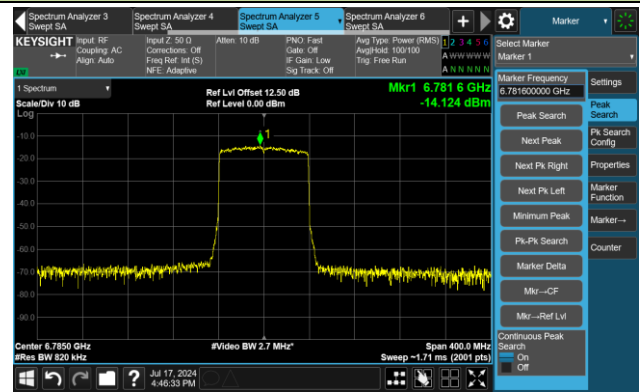 Spectrum Analyzer 3
Swept SA
Spectrum Analyzer 4
Swept SA
Spectrum Analyzer 5
Swept SA
Spectrum Analyzer 6
Swept SA
Marker
KEYSIGHT
Input: RF
Coupling: AC
Align: Auto
Input Z: 50 Ω
Corrections: Off
Freq Ref: Int (S)
NFE: Adaptive
Atten: 10 dB
PNO: Fast
Gate: Off
IF Gain: Low
Sig Track: Off
Avg Type: Power (RMS)
Avg|Hold: 100/100
Trig: Free Run
1 2 3 4 5 6
A W W W W W
A N N N N N
LXI
Select Marker
Marker 1
1 Spectrum
Scale/Div 10 dB
Log
Ref Lvl Offset 12.50 dB
Ref Level 0.00 dBm
Mkr1 6.781 6 GHz
-14.124 dBm
1
-10.0
-20.0
-30.0
-40.0
-50.0
-60.0
-70.0
-80.0
-90.0
Center 6.7850 GHz
#Res BW 820 kHz
#Video BW 2.7 MHz*
Span 400.0 MHz
Sweep ~1.71 ms (2001 pts)
Marker Frequency
6.781600000 GHz
Peak Search
Next Peak
Next Pk Right
Next Pk Left
Minimum Peak
Pk-Pk Search
Marker Delta
Mkr→CF
Mkr→Ref Lvl
Continuous Peak
Search
On
Off
Settings
Peak
Search
Pk Search
Config
Properties
Marker
Function
Marker→
Counter
?
Jul 17, 2024
4:46:33 PM